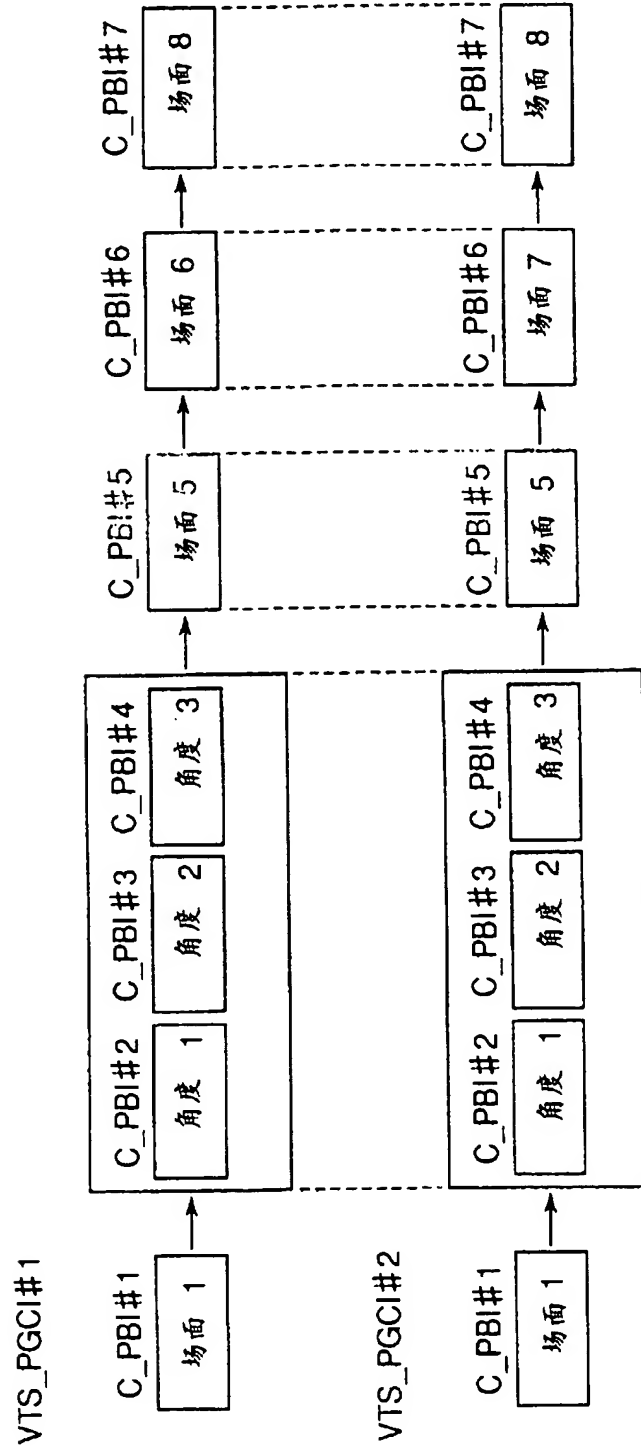 VTS_PGCI#1
C_PBI#1
场面 1
C_PBI#2
角度 1
C_PBI#3
角度 2
C_PBI#4
角度 3
C_PBI#5
场面 5
C_PBI#6
场面 6
C_PBI#7
场面 8
VTS_PGCI#2
C_PBI#1
场面 1
C_PBI#2
角度 1
C_PBI#3
角度 2
C_PBI#4
角度 3
C_PBI#5
场面 5
C_PBI#6
场面 7
C_PBI#7
场面 8